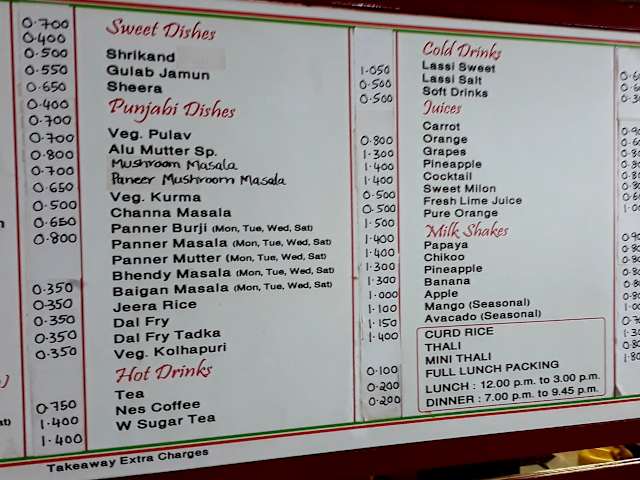 0.700
0.400
0.500
0.550
0.650
0.400
0.700
0.700
0.800
0.700
0.650
0.500
0.650
0.800
0.350
0.350
0.350
0.350
0.350
0.750
1.400
1.400
Sweet Dishes
Shrikand
Gulab Jamun
Sheera
Punjabi Dishes
Veg. Pulav
Alu Mutter Sp.
Mushroom Masala
Paneer Mushroom Masala
Veg. Kurma
Channa Masala
Panner Burji (Mon, Tue, Wed, Sat)
Panner Masala (Mon, Tue, Wed, Sat)
Panner Mutter (Mon, Tue, Wed, Sat)
Bhendy Masala (Mon, Tue, Wed, Sat)
Baigan Masala (Mon, Tue, Wed, Sat)
Jeera Rice
Dal Fry
Dal Fry Tadka
Veg. Kolhapuri
Hot Drinks
Tea
Nes Coffee
W Sugar Tea
1.050
0.500
0.500
0.800
1.300
1.400
1.400
0.500
0.500
1.500
1.400
1.400
1.300
1.300
1.000
1.100
1.150
1.400
0.100
0.200
0.200
Cold Drinks
Lassi Sweet
Lassi Salt
Soft Drinks
Juices
Carrot
Orange
Grapes
Pineapple
Cocktail
Sweet Milon
Fresh Lime Juice
Pure Orange
Milk Shakes
Papaya
Chikoo
Pineapple
Banana
Apple
Mango (Seasonal)
Avacado (Seasonal)
CURD RICE
THALI
MINI THALI
FULL LUNCH PACKING
LUNCH : 12.00 p.m. to 3.00 p.m.
DINNER : 7.00 p.m. to 9.45 p.m.
Takeaway Extra Charges